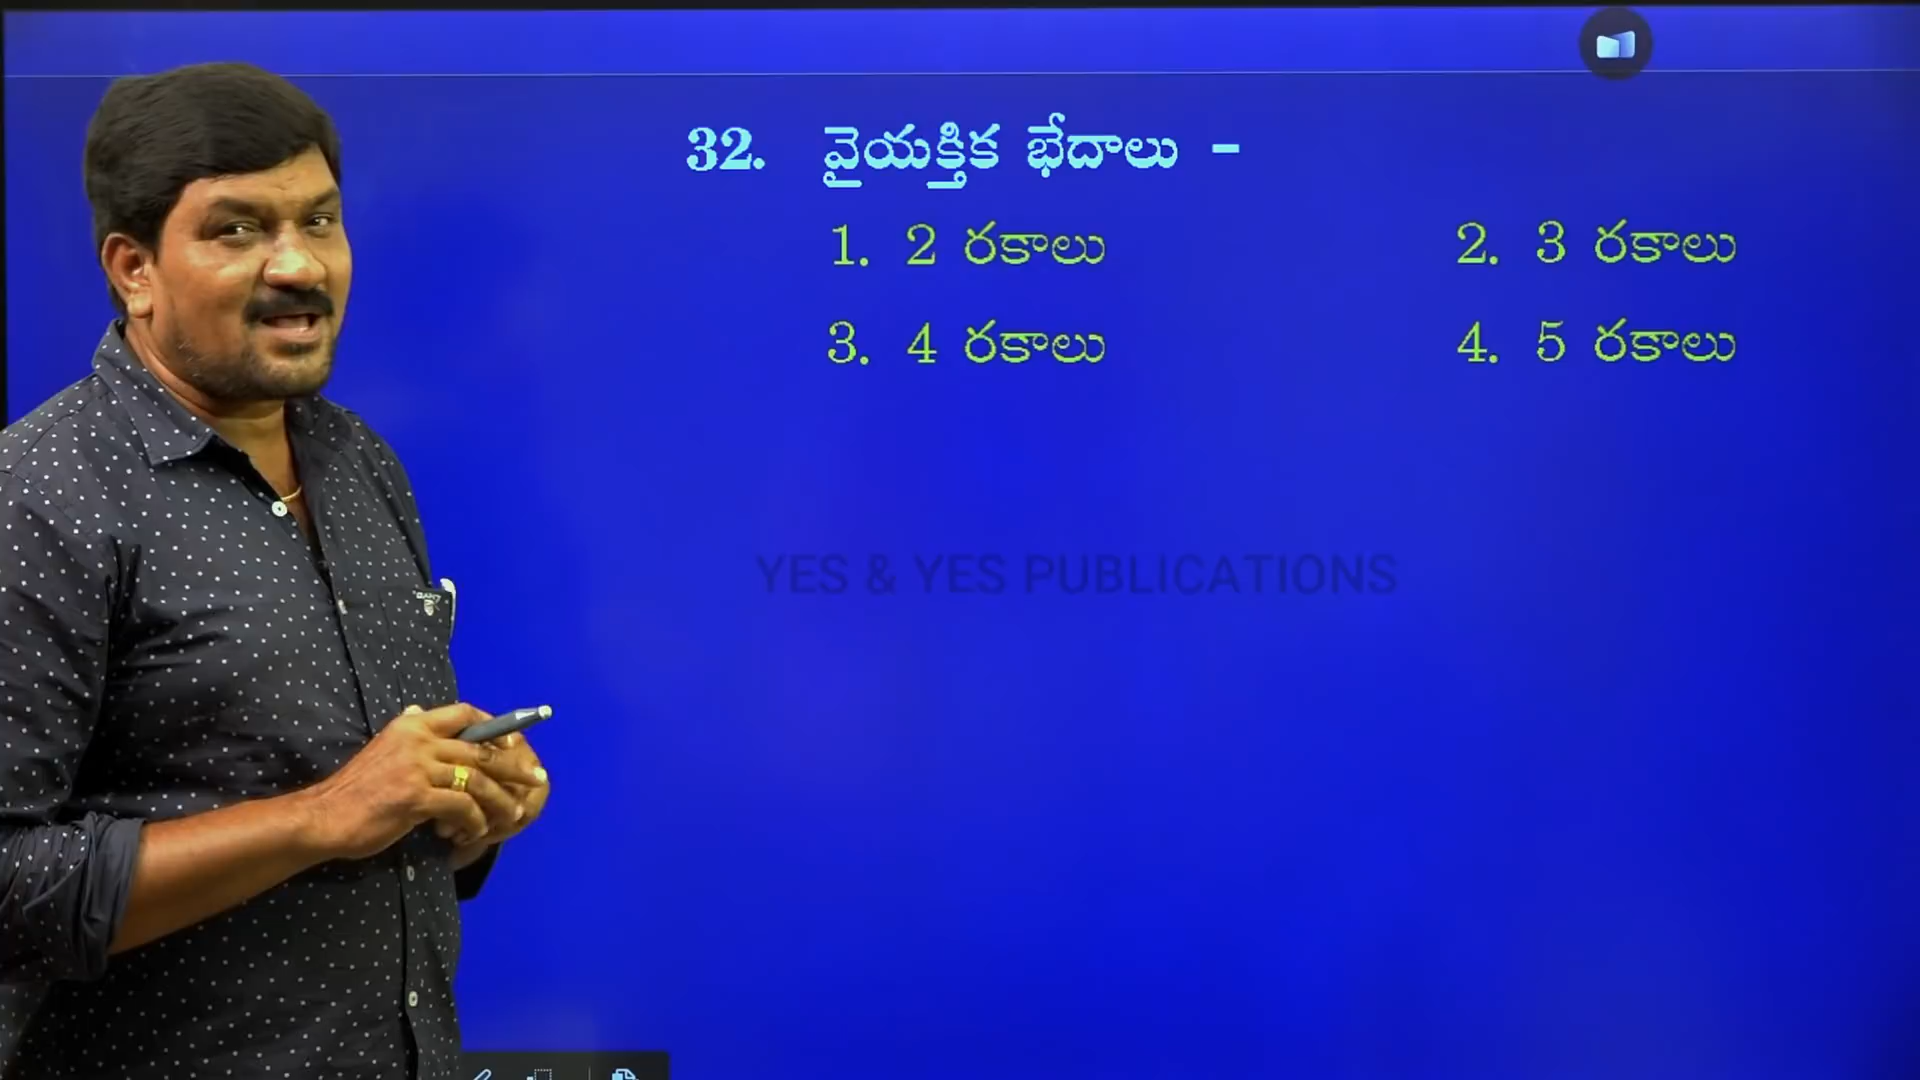 32. వైయక్తిక భేదాలు -
1. 2 రకాలు 2. 3 రకాలు
3. 4 రకాలు 4. 5 రకాలు
YES & YES PUBLICATIONS